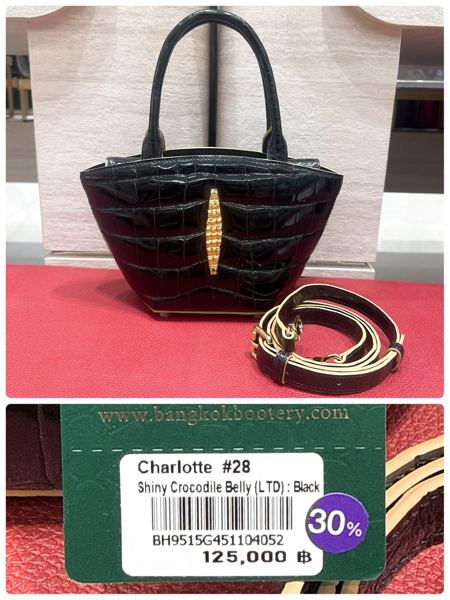 www.bangkokbootery.com
Charlotte #28
Shiny Crocodile Belly (LTD) : Black
30%
BH9515G451104052
125,000 ฿